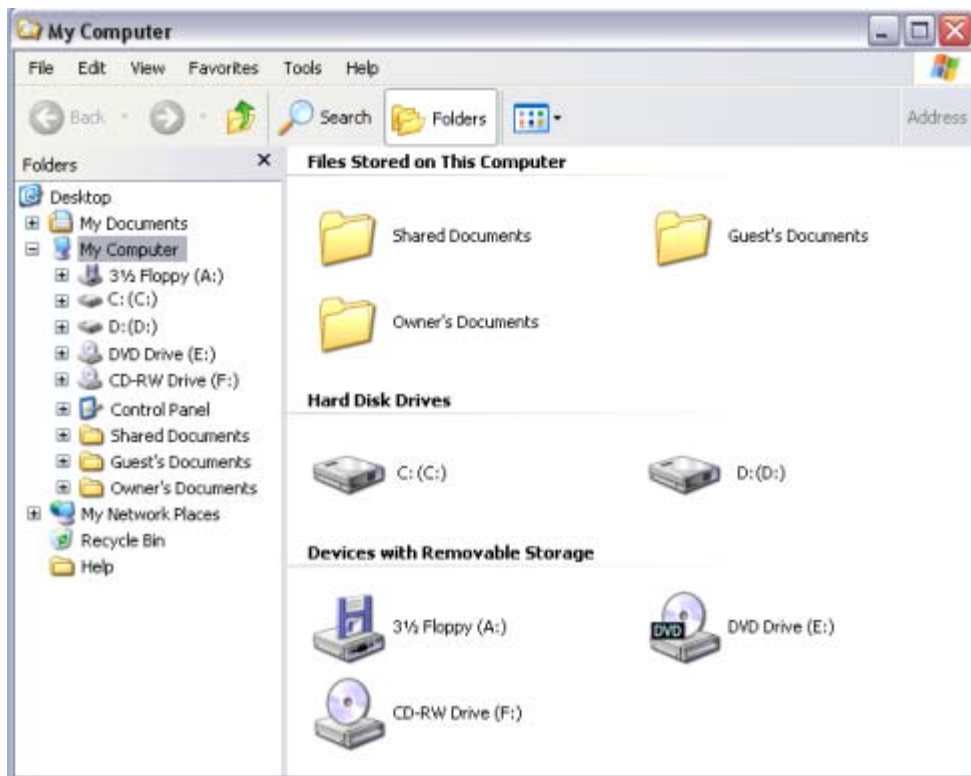 My Computer
File Edit View Favorites Tools Help
Back Search Folders Address
Folders
Desktop
My Documents
My Computer
3½ Floppy (A:)
C: (C:)
D:(D:)
DVD Drive (E:)
CD-RW Drive (F:)
Control Panel
Shared Documents
Guest's Documents
Owner's Documents
My Network Places
Recycle Bin
Help
Files Stored on This Computer
Shared Documents Guest's Documents
Owner's Documents
Hard Disk Drives
C: (C:) D:(D:)
Devices with Removable Storage
3½ Floppy (A:) DVD DVD Drive (E:)
CD-RW Drive (F:)